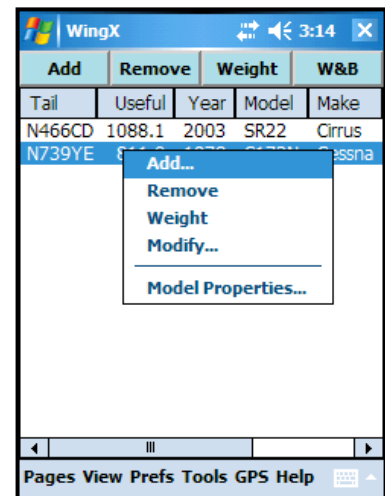 WingX 3:14
Add Remove Weight W&B
Tail Useful Year Model Make
N466CD 1088.1 2003 SR22 Cirrus
N739YE
Add...
Remove
Weight
Modify...
Model Properties...
Pages View Prefs Tools GPS Help